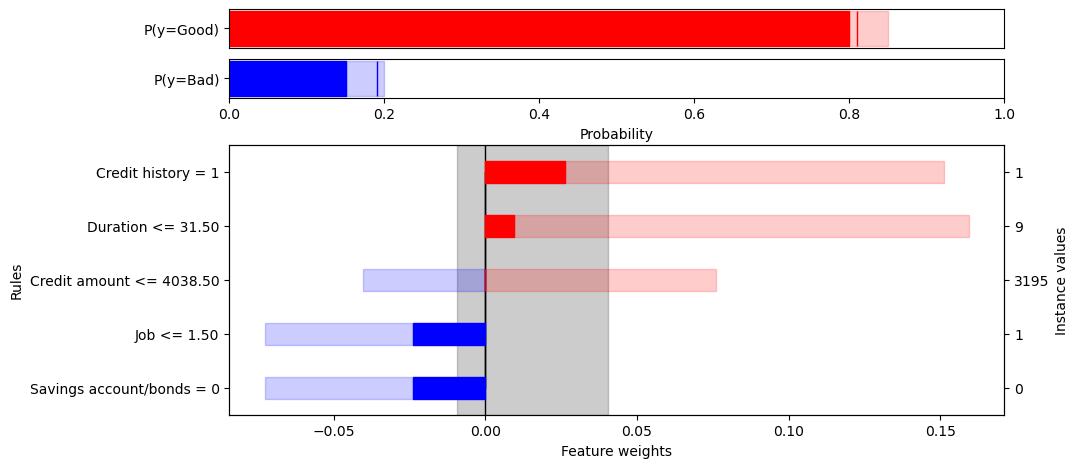 P(y=Good)
P(y=Bad)
0.0 0.2 0.4 0.6 0.8 1.0
Probability
Rules
Credit history = 1
Duration <= 31.50
Credit amount <= 4038.50
Job <= 1.50
Savings account/bonds = 0
1
9
3195
1
0
Instance values
−0.05 0.00 0.05 0.10 0.15
Feature weights